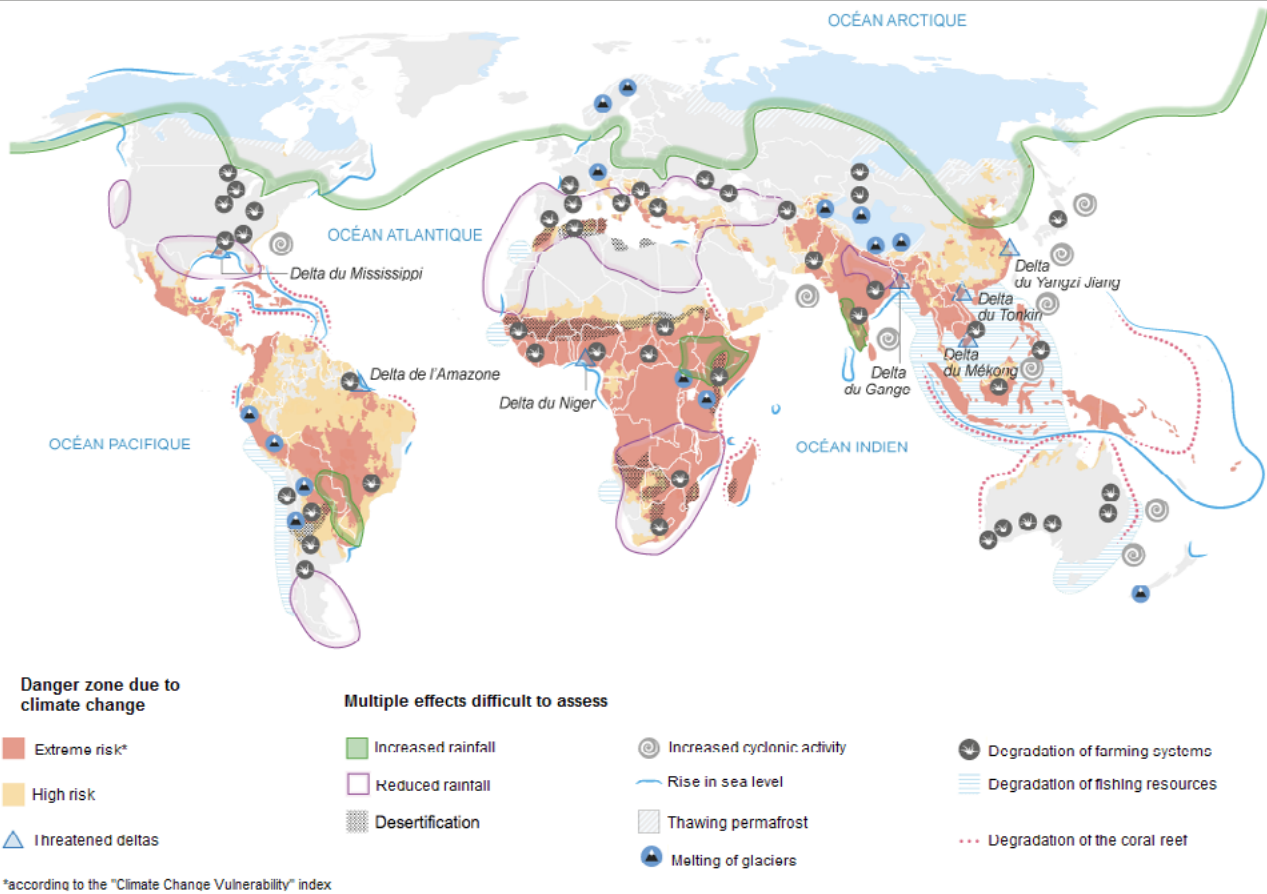 OCÉAN ARCTIQUE
OCÉAN ATLANTIQUE
Delta du Mississippi
Delta
du Yangzi Jiang
Delta
du Tonkin
Delta
du Mékong
Delta de l'Amazone
Delta
du Gange
Delta du Niger
OCÉAN PACIFIQUE
OCÉAN INDIEN
Danger zone due to
climate change
Extreme risk*
High risk
Threatened deltas
*according to the "Climate Change Vulnerability" index
Multiple effects difficult to assess
Increased rainfall
Reduced rainfall
Desertification
Increased cyclonic activity
Rise in sea level
Thawing permafrost
Melting of glaciers
Degradation of farming systems
Degradation of fishing resources
Degradation of the coral reef